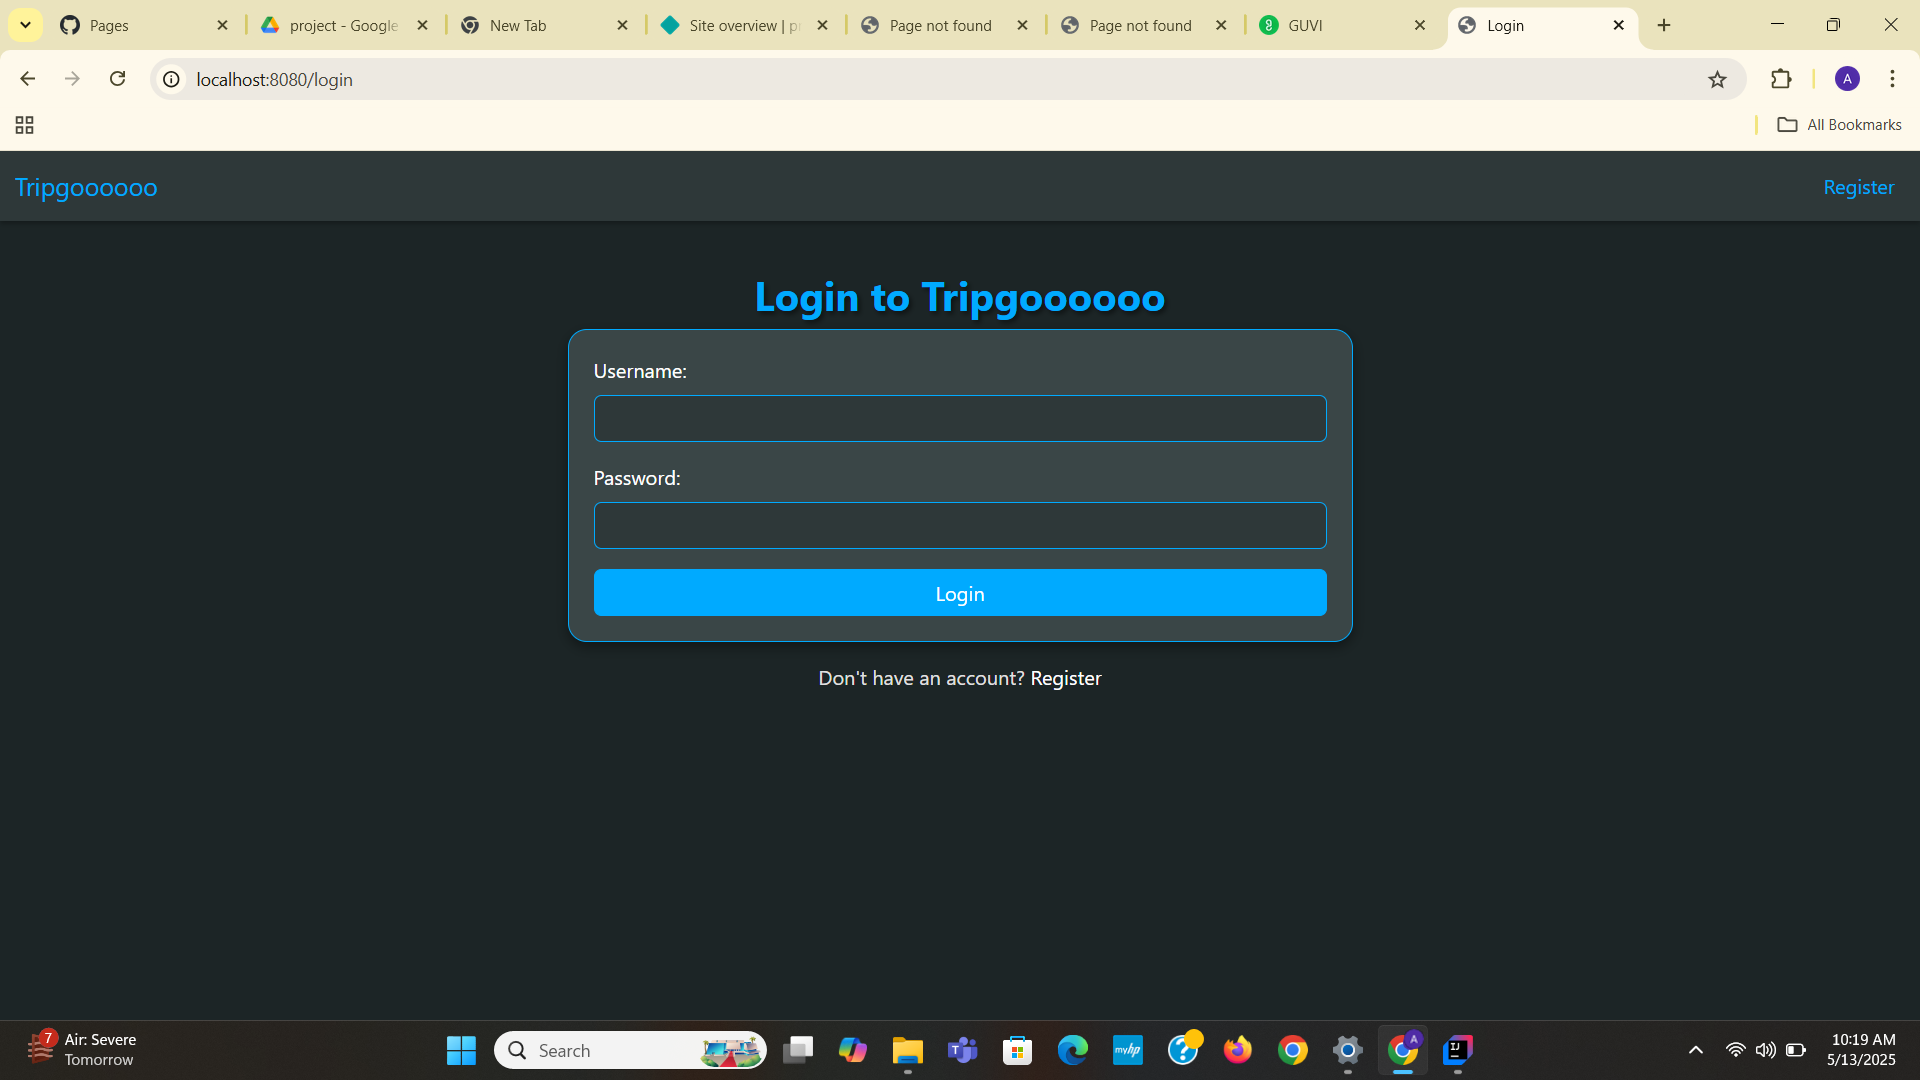 Pages
project - Google
New Tab
Site overview | p
Page not found
Page not found
GUVI
Login
localhost:8080/login
A
All Bookmarks
Tripgoooooo
Register
Login to Tripgoooooo
Username:
Password:
Login
Don't have an account? Register
7
Air: Severe
Tomorrow
Search
myhp
A
10:19 AM
5/13/2025